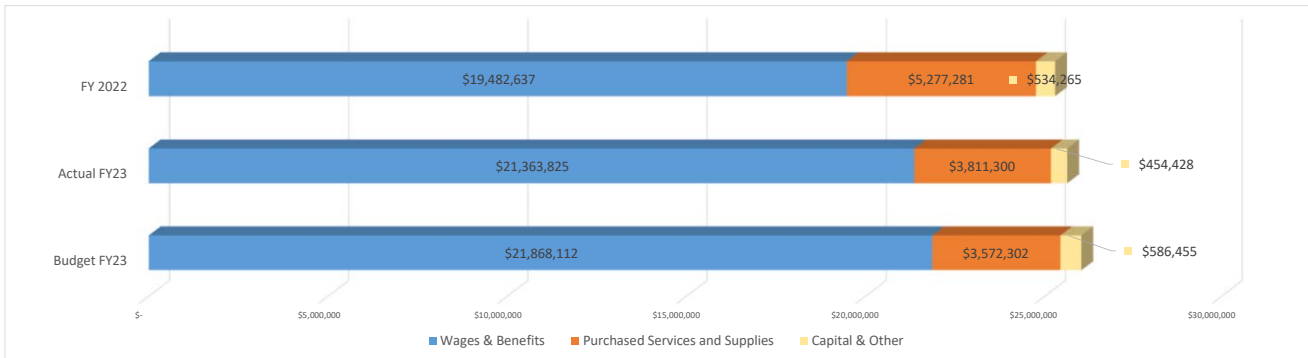 FY 2022
$19,482,637
$5,277,281
$534,265
Actual FY23
$21,363,825
$3,811,300
$454,428
Budget FY23
$21,868,112
$3,572,302
$586,455
$-
$5,000,000
$10,000,000
$15,000,000
$20,000,000
$25,000,000
$30,000,000
Wages & Benefits
Purchased Services and Supplies
Capital & Other